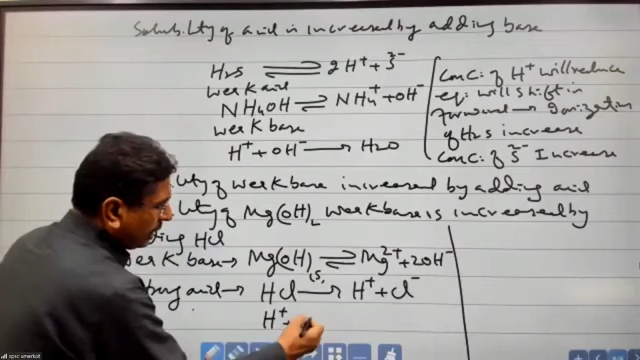 Solubility of acid is increased by adding base
H2S ⇌ 2H⁺ + S²⁻
weak acid
NH4OH ⇌ NH4⁺ + OH⁻
weak base
H⁺ + OH⁻ ⟶ H2O
Conc: of H⁺ will reduce
eq: will shift in
forward → Ionization
of H2S increase
Conc: of S²⁻ Increase
lity of weak base increased by adding acid
lity of Mg(OH)2 weak base is increased by
ding HCl
weak base → Mg(OH)2(s) ⇌ Mg²⁺ + 2OH⁻
acid → HCl ⟶ H⁺ + Cl⁻
H⁺